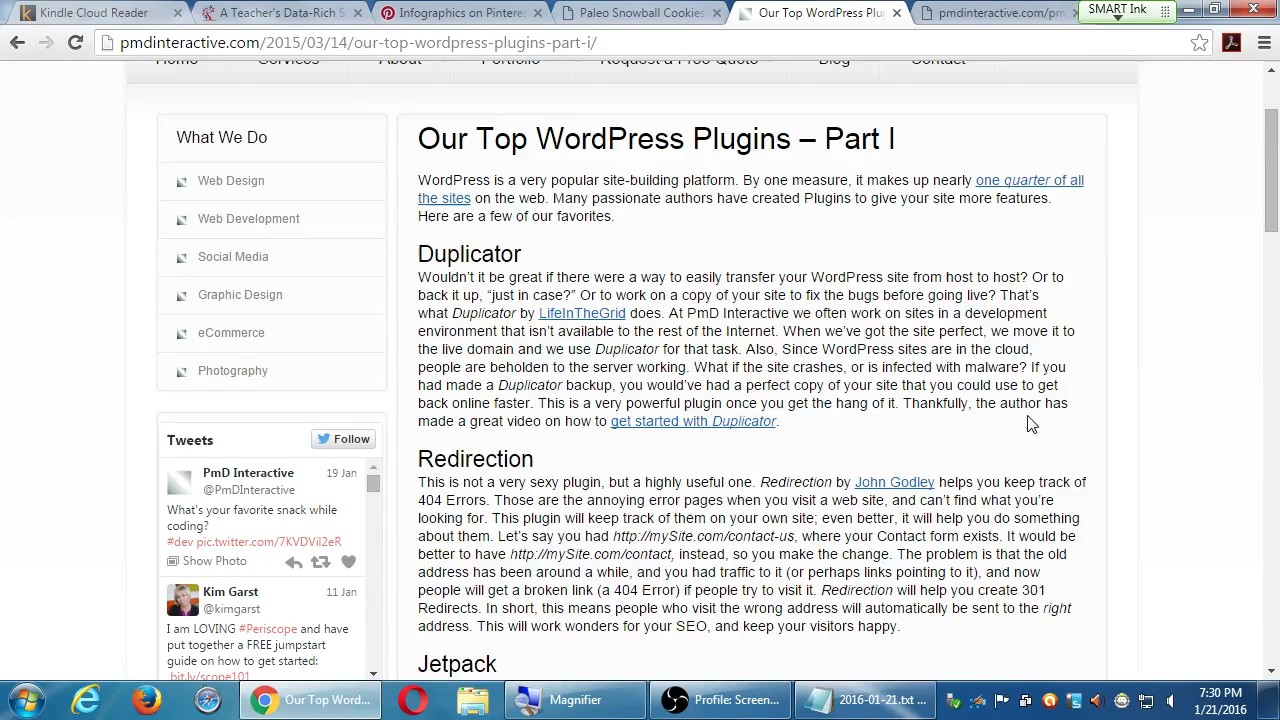 Kindle Cloud Reader
A Teacher's Data-Rich S
Infographics on Pinteres
Paleo Snowball Cookies
Our Top WordPress Plug
pmdinteractive.com/pm
SMART Ink
pmdinteractive.com/2015/03/14/our-top-wordpress-plugins-part-i/
Home
Services
About
Portfolio
Request a Free Quote
Blog
Contact
What We Do
Web Design
Web Development
Social Media
Graphic Design
eCommerce
Photography
Tweets
Follow
PmD Interactive 19 Jan
@PmDInteractive
What's your favorite snack while
coding?
#dev pic.twitter.com/7KVDVil2eR
Show Photo
Kim Garst 11 Jan
@kimgarst
I am LOVING #Periscope and have
put together a FREE jumpstart
guide on how to get started:
bit.ly/scope101
Our Top WordPress Plugins – Part I
WordPress is a very popular site-building platform. By one measure, it makes up nearly one quarter of all
the sites on the web. Many passionate authors have created Plugins to give your site more features.
Here are a few of our favorites.
Duplicator
Wouldn't it be great if there were a way to easily transfer your WordPress site from host to host? Or to
back it up, “just in case?” Or to work on a copy of your site to fix the bugs before going live? That's
what Duplicator by LifeInTheGrid does. At PmD Interactive we often work on sites in a development
environment that isn't available to the rest of the Internet. When we've got the site perfect, we move it to
the live domain and we use Duplicator for that task. Also, Since WordPress sites are in the cloud,
people are beholden to the server working. What if the site crashes, or is infected with malware? If you
had made a Duplicator backup, you would've had a perfect copy of your site that you could use to get
back online faster. This is a very powerful plugin once you get the hang of it. Thankfully, the author has
made a great video on how to get started with Duplicator.
Redirection
This is not a very sexy plugin, but a highly useful one. Redirection by John Godley helps you keep track of
404 Errors. Those are the annoying error pages when you visit a web site, and can't find what you're
looking for. This plugin will keep track of them on your own site; even better, it will help you do something
about them. Let's say you had http://mySite.com/contact-us, where your Contact form exists. It would be
better to have http://mySite.com/contact, instead, so you make the change. The problem is that the old
address has been around a while, and you had traffic to it (or perhaps links pointing to it), and now
people will get a broken link (a 404 Error) if people try to visit it. Redirection will help you create 301
Redirects. In short, this means people who visit the wrong address will automatically be sent to the right
address. This will work wonders for your SEO, and keep your visitors happy.
Jetpack
Our Top Word...
Magnifier
Profile: Screen...
2016-01-21.txt ...
7:30 PM
1/21/2016